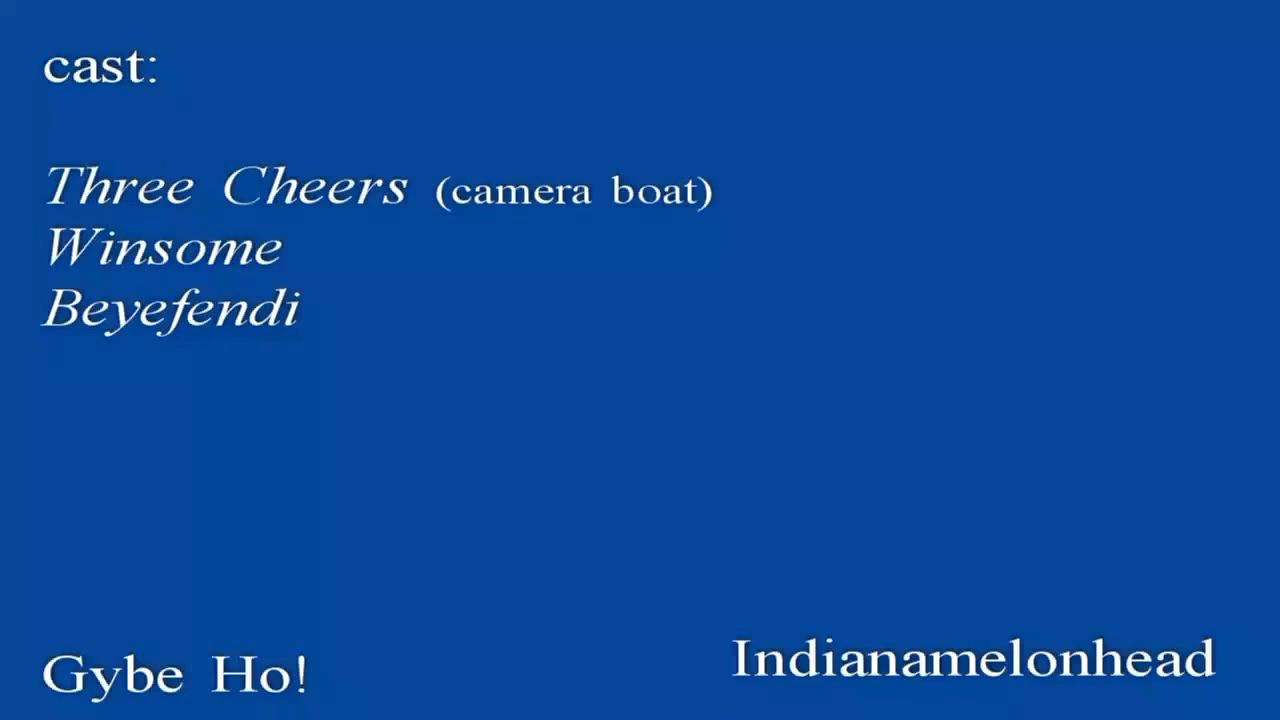 cast:
Three Cheers (camera boat)
Winsome
Beyefendi
Gybe Ho!
Indianamelonhead